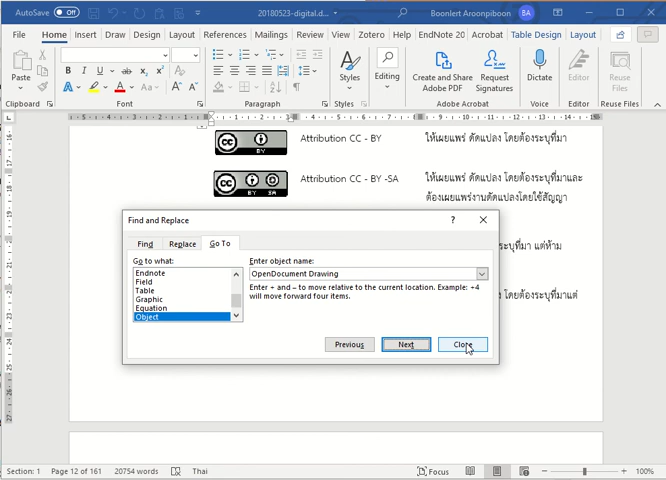 AutoSave Off 20180523-digital.d... Boonlert Aroonpiboon BA
File Home Insert Draw Design Layout References Mailings Review View Zotero Help EndNote 20 Acrobat Table Design Layout
Paste
B I U ab x₂ x²
A A Aa A A
Styles
Editing
Create and Share
Adobe PDF
Request
Signatures
Dictate
Editor
Reuse
Files
Clipboard Font Paragraph Styles Adobe Acrobat Voice Editor Reuse Files
cc BY
Attribution CC - BY
ให้เผยแพร่ ดัดแปลง โดยต้องระบุที่มา
cc BY SA
Attribution CC - BY -SA
ให้เผยแพร่ ดัดแปลง โดยต้องระบุที่มาและ
ต้องเผยแพร่งานดัดแปลงโดยใช้สัญญา
Find and Replace ? ×
Find Replace Go To
ระบุที่มา แต่ห้าม
Go to what:
Endnote
Field
Table
Graphic
Equation
Object
Enter object name:
OpenDocument Drawing
Enter + and – to move relative to the current location. Example: +4
will move forward four items.
โดยต้องระบุที่มาแต่
Previous Next Close
Section: 1 Page 12 of 161 20754 words Thai Focus 100%